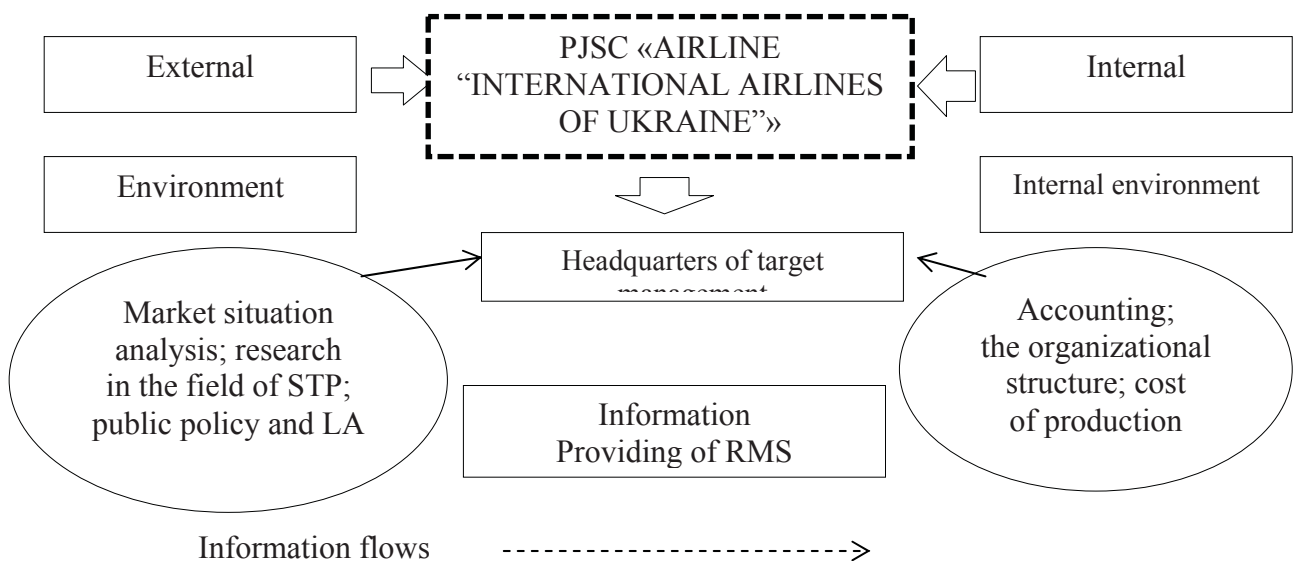 External
PJSC «AIRLINE
“INTERNATIONAL AIRLINES
OF UKRAINE”»
Internal
Environment
Internal environment
Headquarters of target
management
Market situation
analysis; research
in the field of STP;
public policy and LA
Accounting;
the organizational
structure; cost
of production
Information
Providing of RMS
Information flows